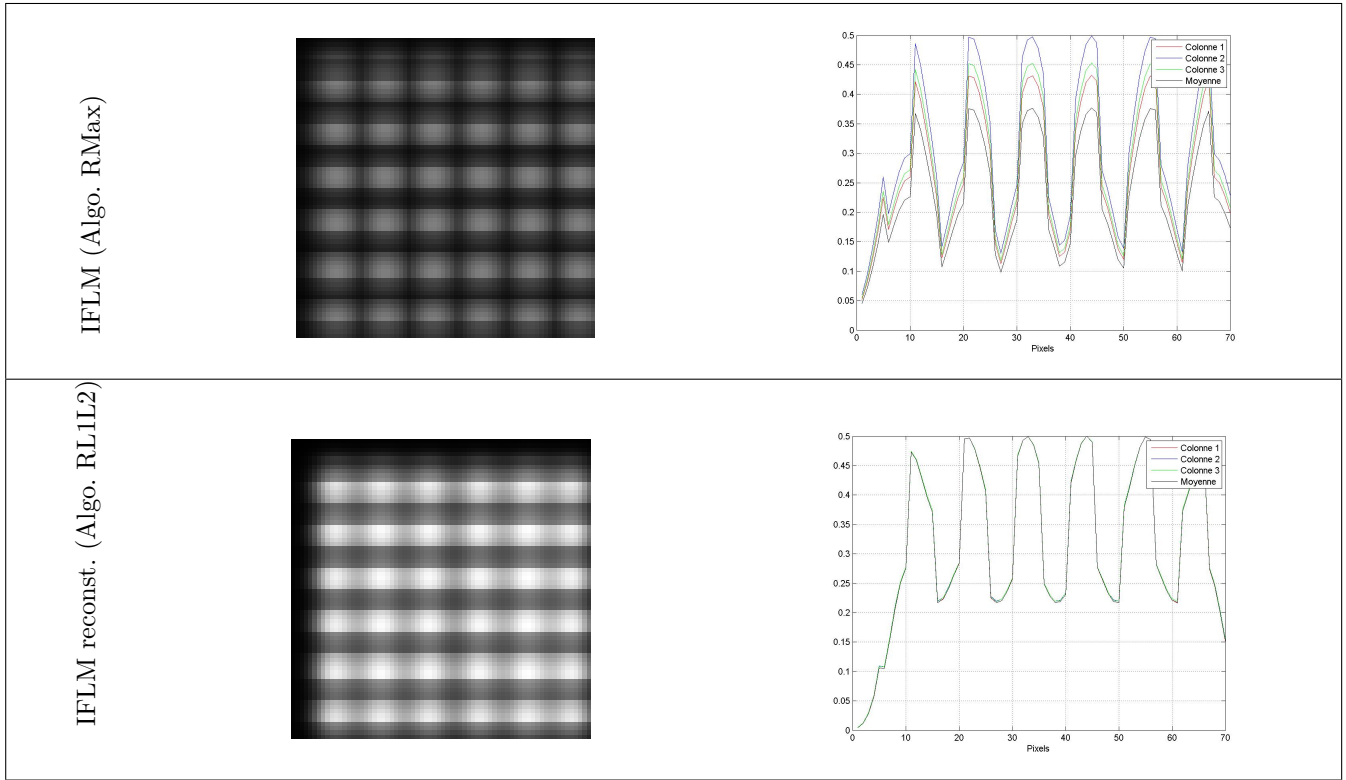 IFLM (Algo. RMax)
0.5
0.45
0.4
0.35
0.3
0.25
0.2
0.15
0.1
0.05
0
0 10 20 30 40 50 60 70
Pixels
Colonne 1
Colonne 2
Colonne 3
Moyenne
IFLM reconst. (Algo. RL1L2)
0.5
0.45
0.4
0.35
0.3
0.25
0.2
0.15
0.1
0.05
0
0 10 20 30 40 50 60 70
Pixels
Colonne 1
Colonne 2
Colonne 3
Moyenne